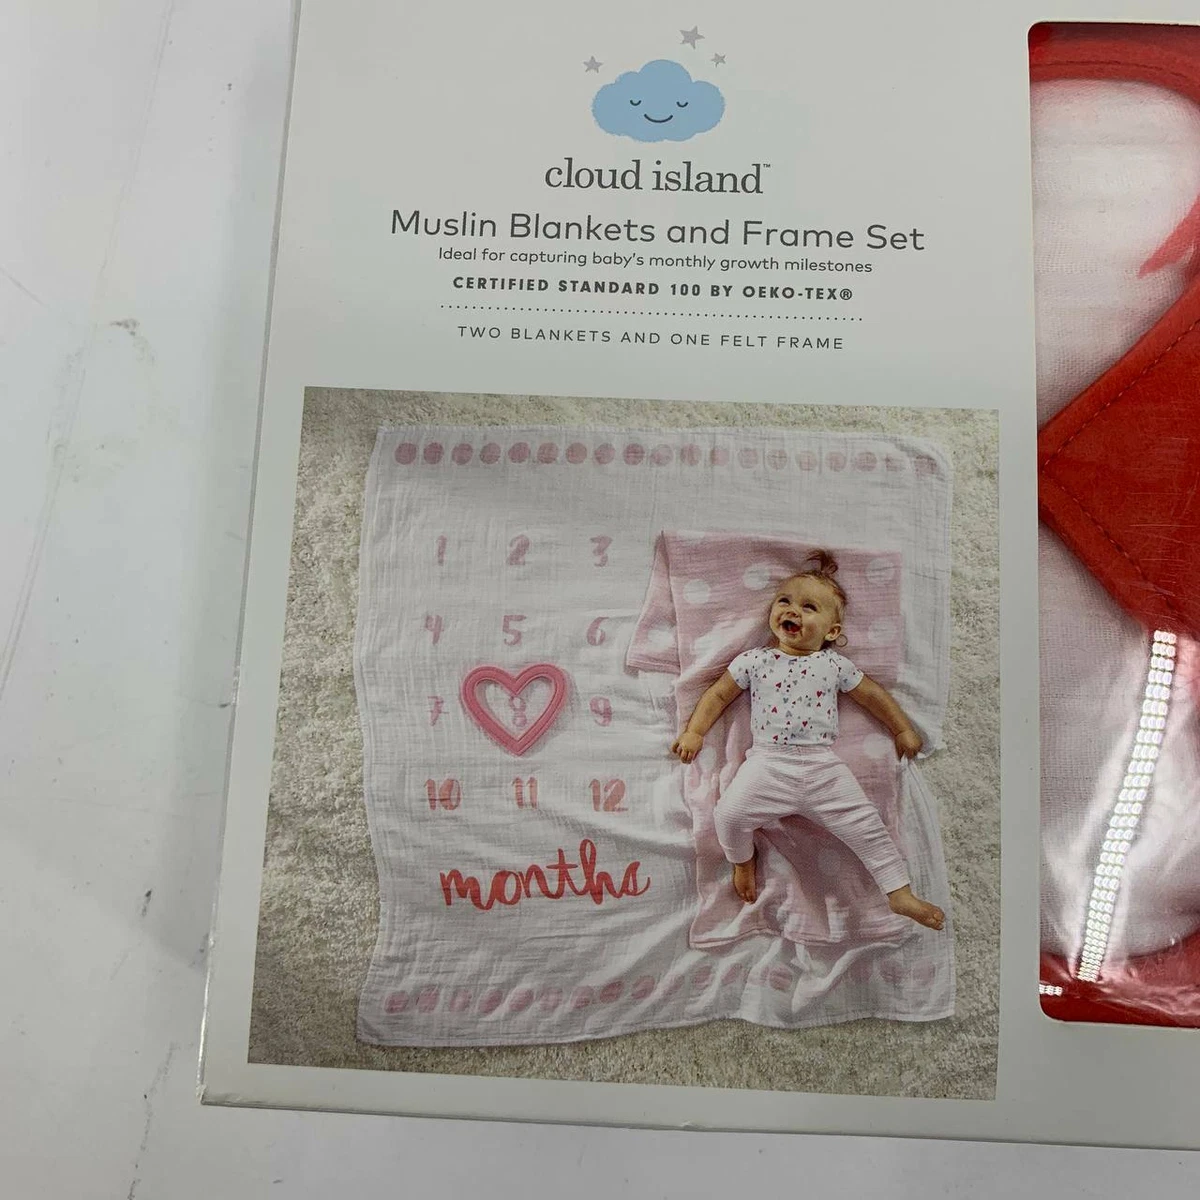 cloud island™
Muslin Blankets and Frame Set
Ideal for capturing baby's monthly growth milestones
CERTIFIED STANDARD 100 BY OEKO-TEX®
TWO BLANKETS AND ONE FELT FRAME
1 2 3
4 5 6
7 8 9
10 11 12
months